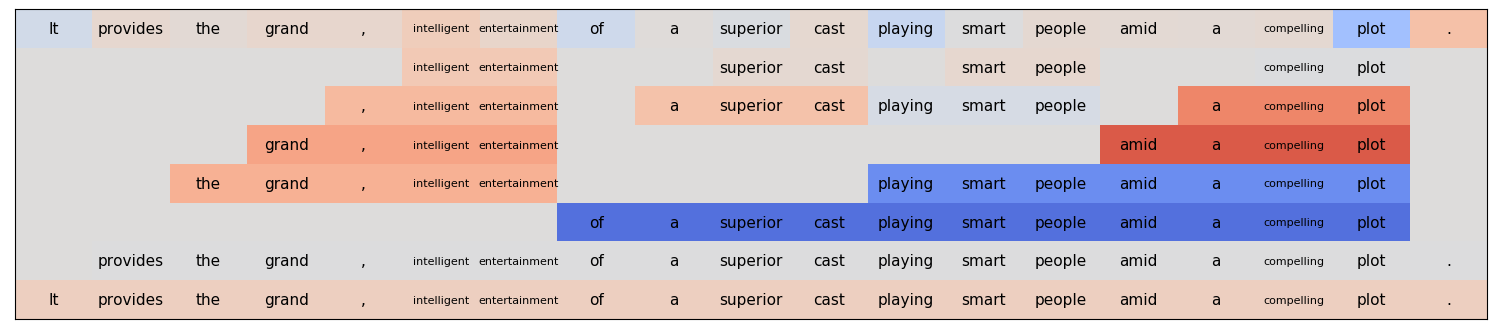 It provides the grand , intelligent entertainment of a superior cast playing smart people amid a compelling plot .
intelligent entertainment superior cast smart people compelling plot
, intelligent entertainment a superior cast playing smart people a compelling plot
grand , intelligent entertainment amid a compelling plot
the grand , intelligent entertainment playing smart people amid a compelling plot
of a superior cast playing smart people amid a compelling plot
provides the grand , intelligent entertainment of a superior cast playing smart people amid a compelling plot .
It provides the grand , intelligent entertainment of a superior cast playing smart people amid a compelling plot .